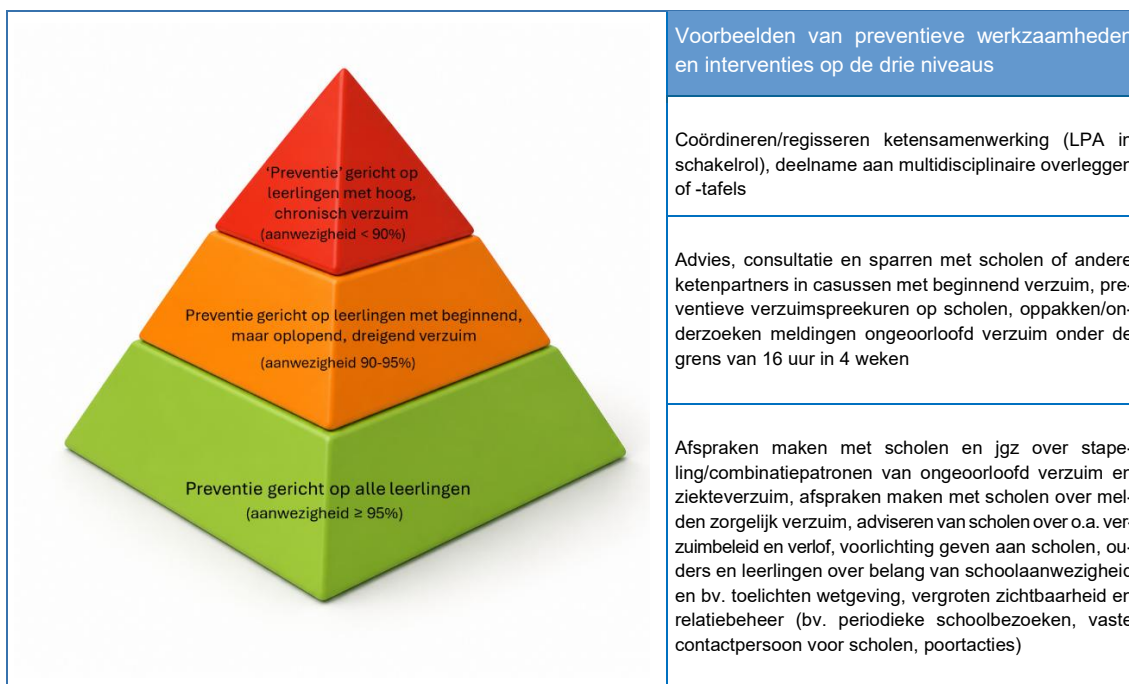 Voorbeelden van preventieve werkzaamheden
en interventies op de drie niveaus
'Preventie' gericht op
leerlingen met hoog,
chronisch verzuim
(aanwezigheid < 90%)
Coördineren/regisseren ketensamenwerking (LPA in
schakelrol), deelname aan multidisciplinaire overleggen
of -tafels
Preventie gericht op leerlingen met beginnend,
maar oplopend, dreigend verzuim
(aanwezigheid 90-95%)
Advies, consultatie en sparren met scholen of andere
ketenpartners in casussen met beginnend verzuim, pre-
ventieve verzuimspreekuren op scholen, oppakken/on-
derzoeken meldingen ongeoorloofd verzuim onder de
grens van 16 uur in 4 weken
Preventie gericht op alle leerlingen
(aanwezigheid ≥ 95%)
Afspraken maken met scholen en jgz over stape-
ling/combinatiepatronen van ongeoorloofd verzuim en
ziekteverzuim, afspraken maken met scholen over mel-
den zorgelijk verzuim, adviseren van scholen over o.a. ver-
zuimbeleid en verlof, voorlichting geven aan scholen, ou-
ders en leerlingen over belang van schoolaanwezigheid
en bv. toelichten wetgeving, vergroten zichtbaarheid en
relatiebeheer (bv. periodieke schoolbezoeken, vaste
contactpersoon voor scholen, poortacties)